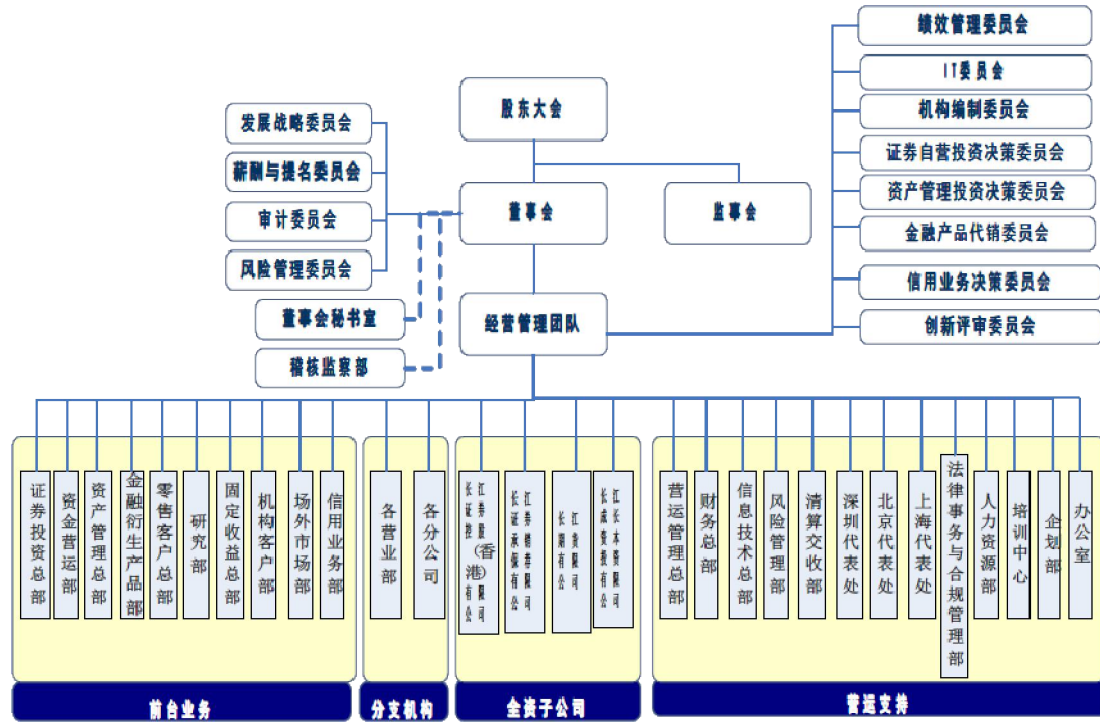 绩效管理委员会
IT委员会
机构编制委员会
证券自营投资决策委员会
资产管理投资决策委员会
金融产品代销委员会
信用业务决策委员会
创新评审委员会
股东大会
发展战略委员会
薪酬与提名委员会
审计委员会
风险管理委员会
董事会
监事会
董事会秘书室
稽核监察部
经营管理团队
证券投资总部
资金营运部
资产管理总部
金融衍生产品部
零售客户总部
研究部
固定收益总部
机构客户部
场外市场部
信用业务部
各营业部
各分公司
长江证券控股(香港)有限公司
长江证券承销保荐有限公司
长江期货有限公司
长江成长资本投资有限公司
营运管理总部
财务总部
信息技术总部
风险管理部
清算交收部
深圳代表处
北京代表处
上海代表处
法律事务与合规管理部
人力资源部
培训中心
企划部
办公室
前台业务
分支机构
全资子公司
营运支持